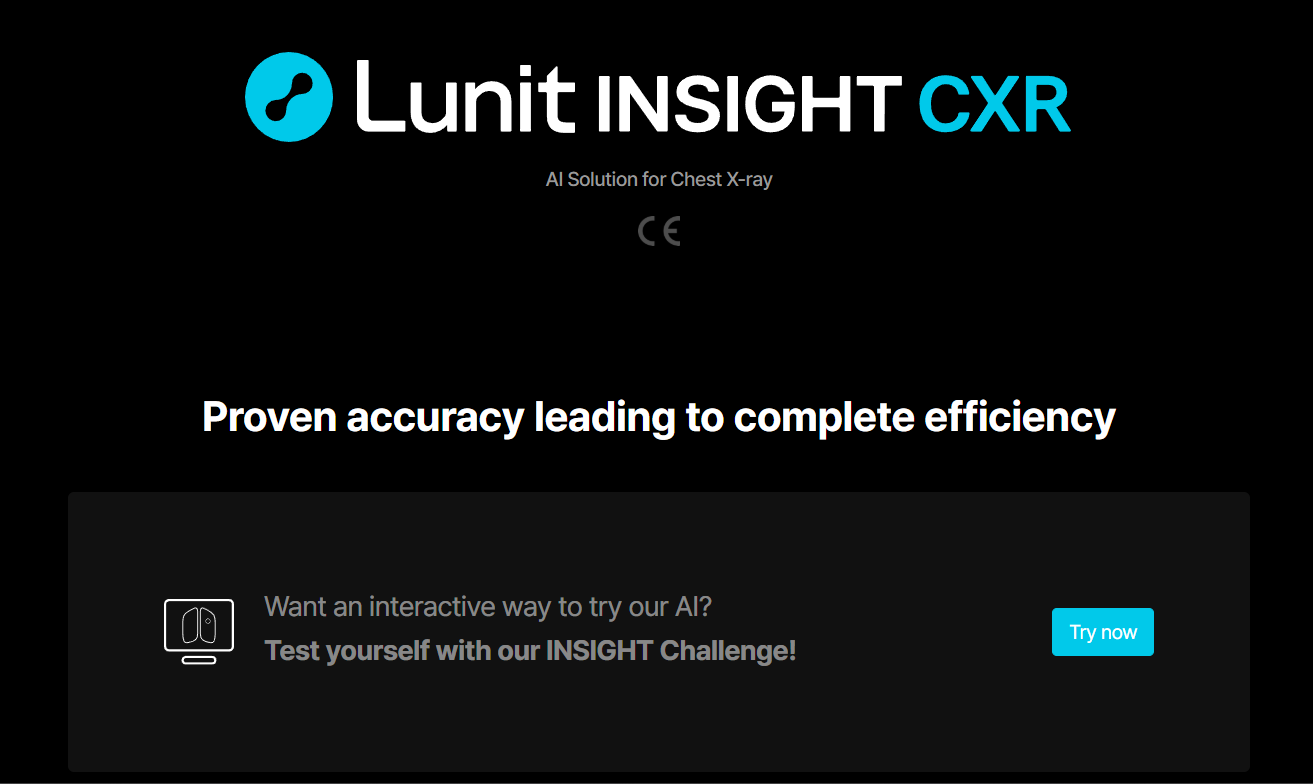 Lunit INSIGHT CXR
AI Solution for Chest X-ray
CE
Proven accuracy leading to complete efficiency
Want an interactive way to try our AI?
Test yourself with our INSIGHT Challenge!
Try now